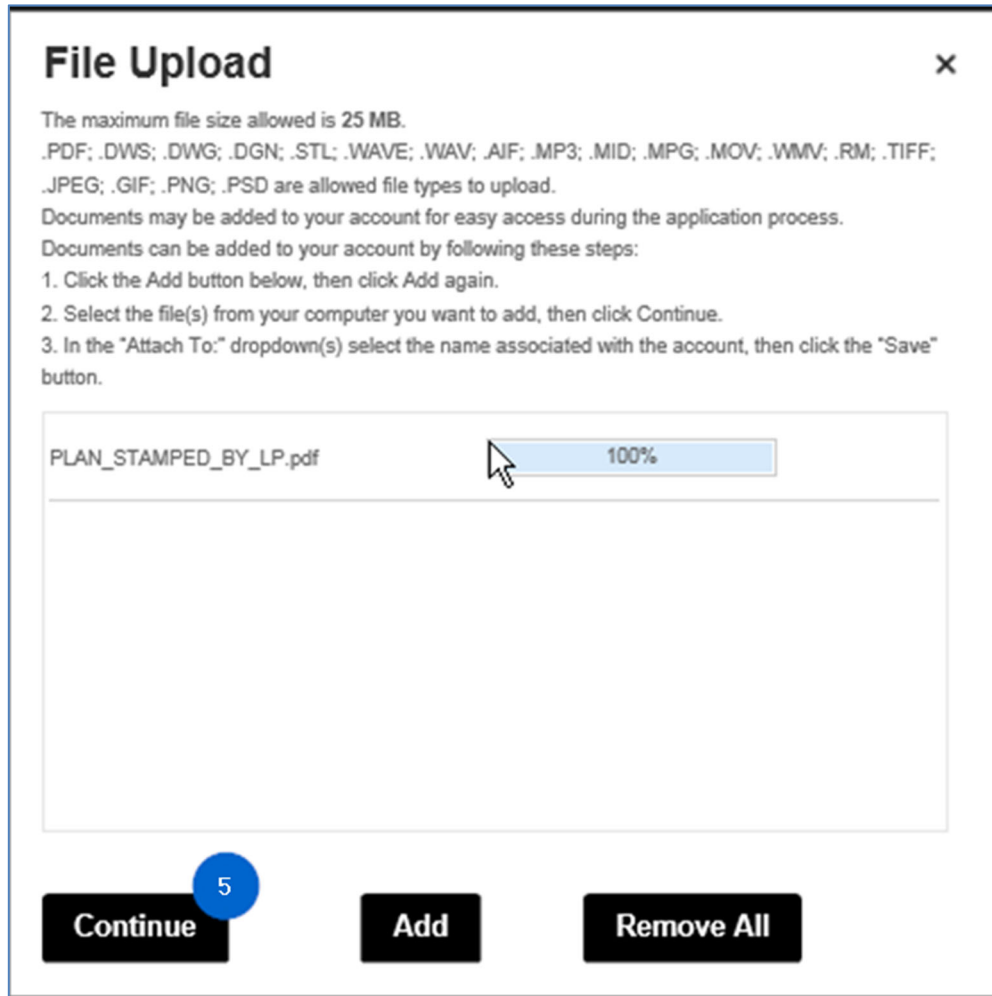 File Upload
×
The maximum file size allowed is 25 MB.
.PDF; .DWS; .DWG; .DGN; .STL; .WAVE; .WAV; .AIF; .MP3; .MID; .MPG; .MOV; .WMV; .RM; .TIFF;
.JPEG; .GIF; .PNG; .PSD are allowed file types to upload.
Documents may be added to your account for easy access during the application process.
Documents can be added to your account by following these steps:
1. Click the Add button below, then click Add again.
2. Select the file(s) from your computer you want to add, then click Continue.
3. In the "Attach To:" dropdown(s) select the name associated with the account, then click the "Save"
button.
PLAN_STAMPED_BY_LP.pdf 100%
5
Continue Add Remove All